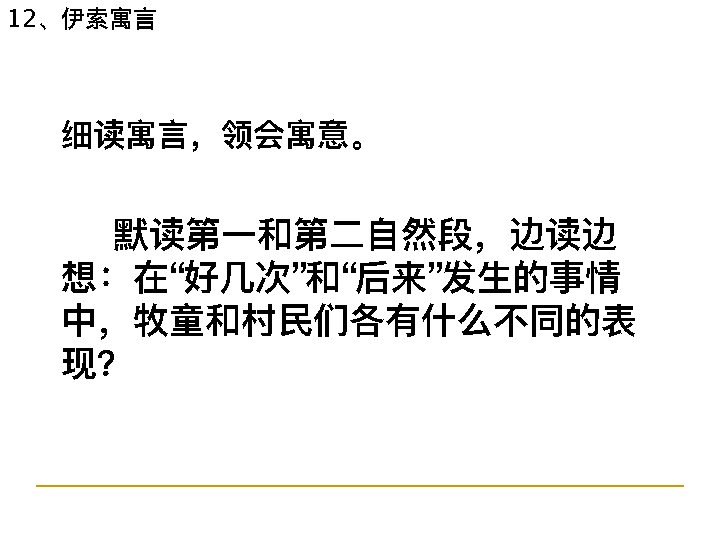 12、伊索寓言
细读寓言，领会寓意。
默读第一和第二自然段，边读边
想：在“好几次”和“后来”发生的事情
中，牧童和村民们各有什么不同的表
现？